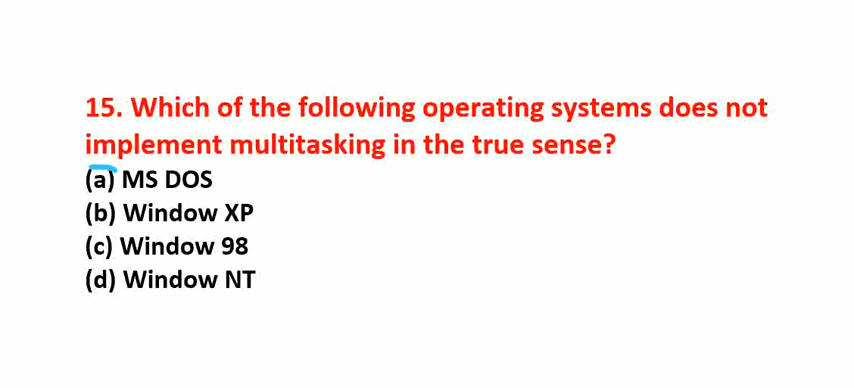 15. Which of the following operating systems does not
implement multitasking in the true sense?
(a) MS DOS
(b) Window XP
(c) Window 98
(d) Window NT